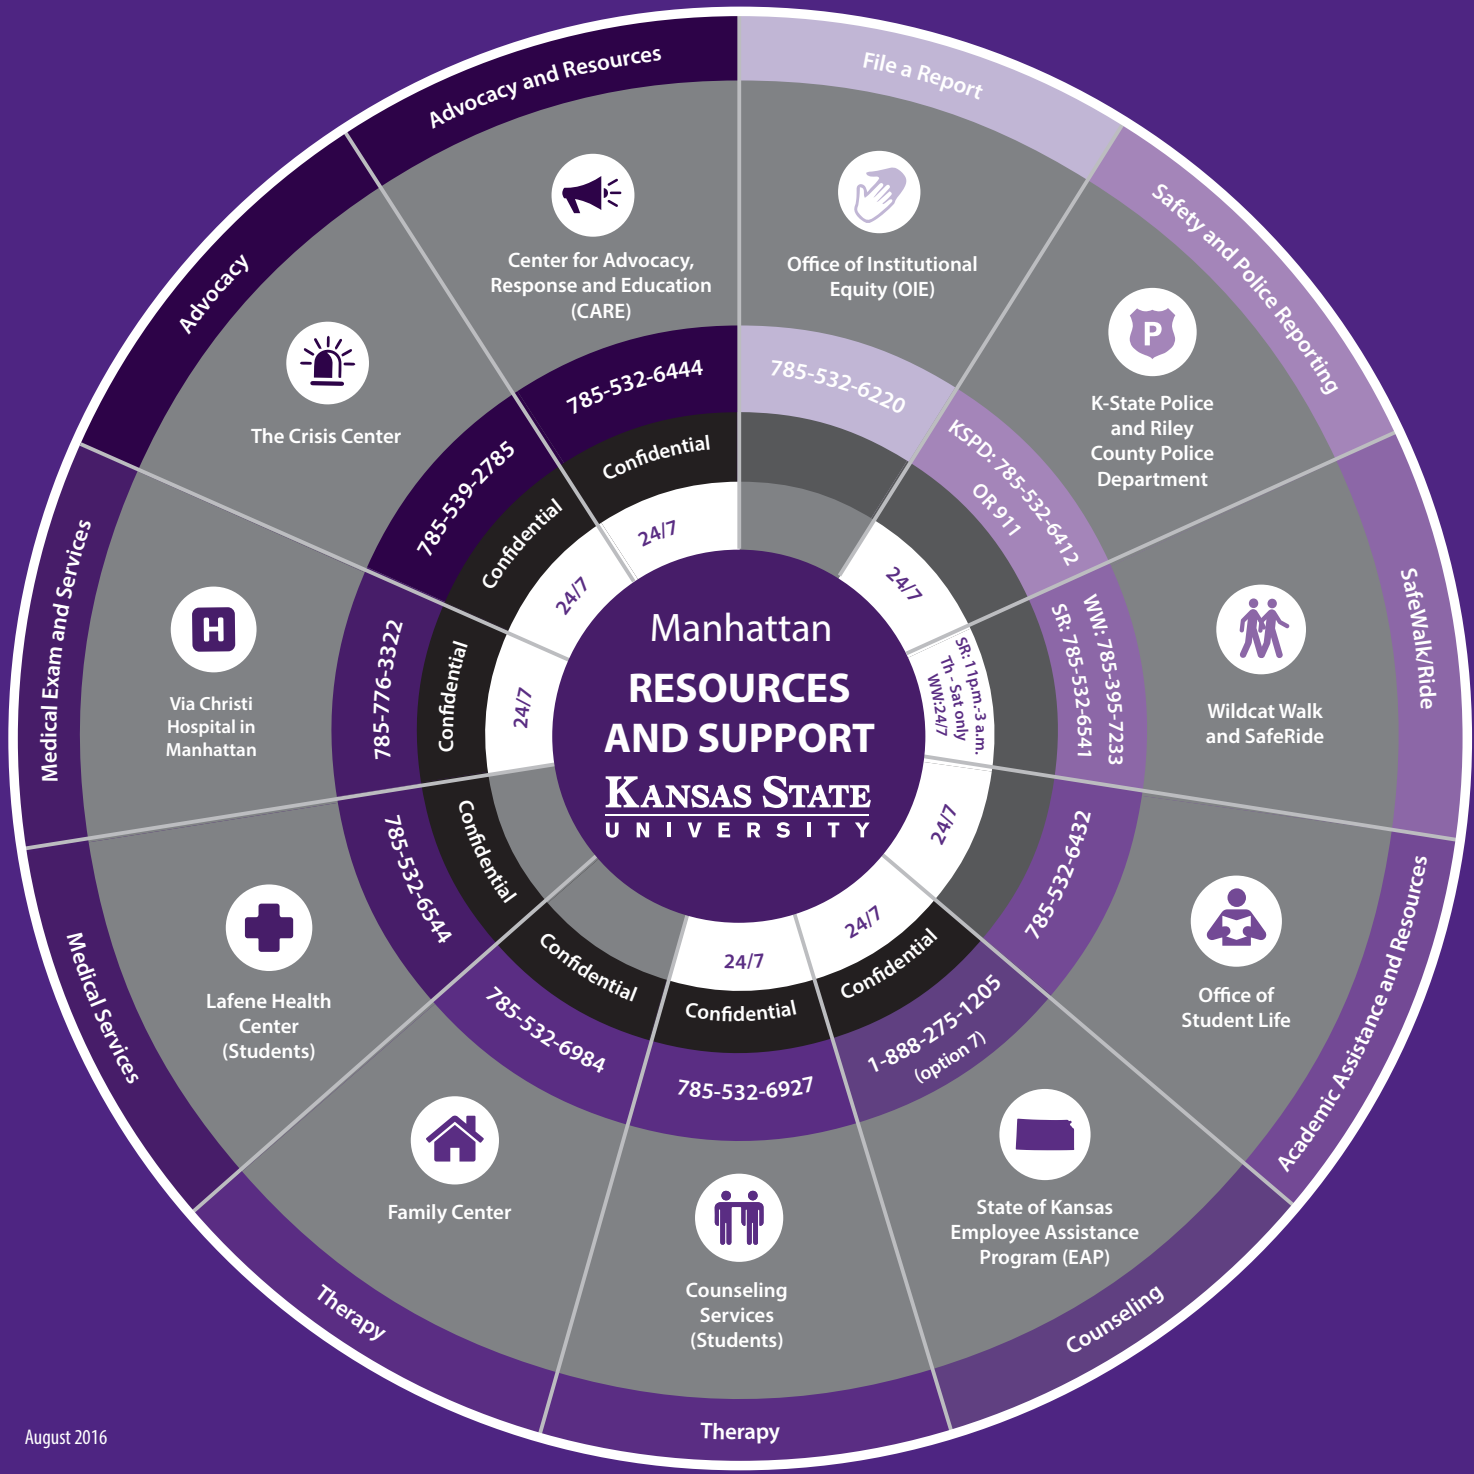 Manhattan
RESOURCES
AND SUPPORT
KANSAS STATE
UNIVERSITY
File a Report
Office of Institutional
Equity (OIE)
785-532-6220
Safety and Police Reporting
P
K-State Police
and Riley
County Police
Department
KSPD: 785-532-6412
OR 911
24/7
SafeWalk/Ride
Wildcat Walk
and SafeRide
WW: 785-395-7233
SR: 785-532-6541
SR: 11p.m.-3 a.m.
Th - Sat only
WW:24/7
Academic Assistance and Resources
Office of
Student Life
785-532-6432
24/7
Counseling
State of Kansas
Employee Assistance
Program (EAP)
1-888-275-1205
(option 7)
Confidential
24/7
Therapy
Counseling
Services
(Students)
785-532-6927
Confidential
24/7
Therapy
Family Center
785-532-6984
Confidential
Medical Services
Lafene Health
Center
(Students)
785-532-6544
Confidential
Medical Exam and Services
H
Via Christi
Hospital in
Manhattan
785-776-3322
Confidential
24/7
Advocacy
The Crisis Center
785-539-2785
Confidential
24/7
Advocacy and Resources
Center for Advocacy,
Response and Education
(CARE)
785-532-6444
Confidential
24/7
August 2016